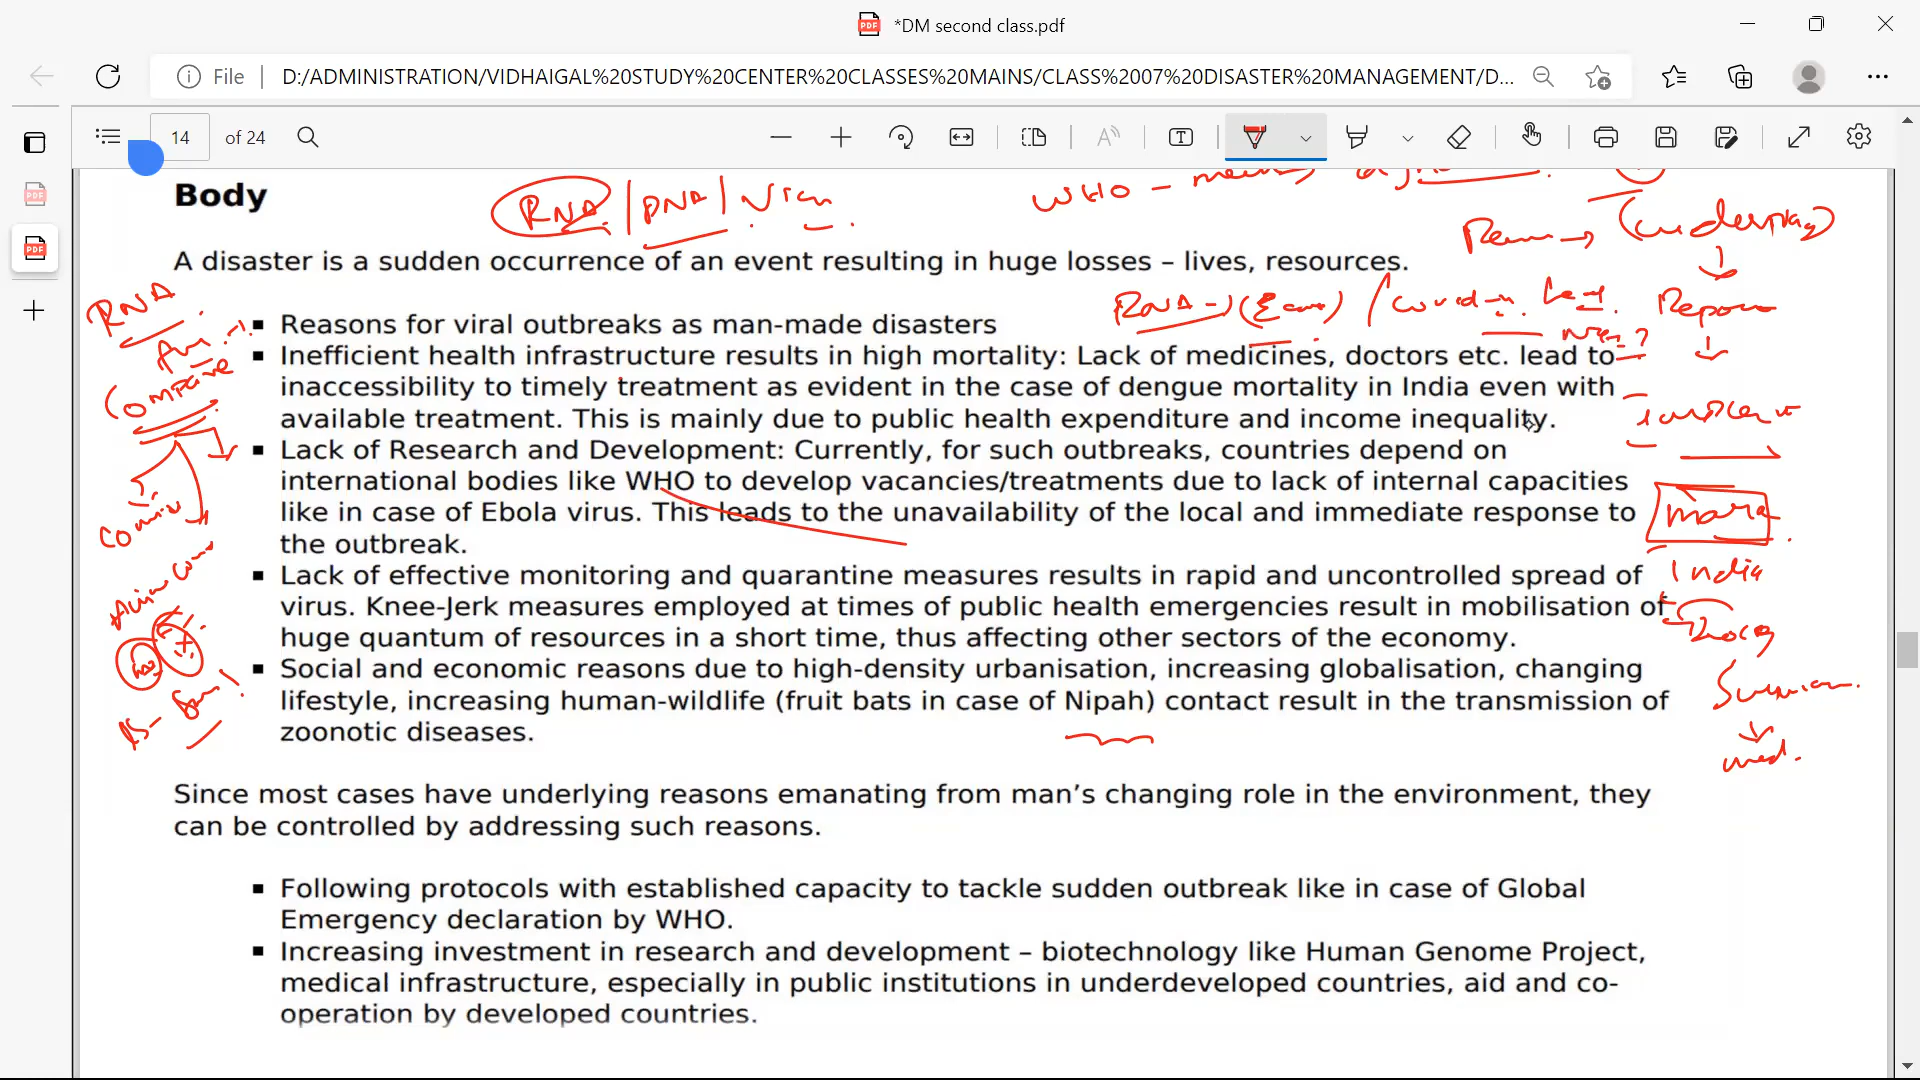 *DM second class.pdf
File D:/ADMINISTRATION/VIDHAIGAL%20STUDY%20CENTER%20CLASSES%20MAINS/CLASS%2007%20DISASTER%20MANAGEMENT/D...
14 of 24
WHO -
Body
RNA | DNA |
A disaster is a sudden occurrence of an event resulting in huge losses – lives, resources.
RNA
RNA
Reasons for viral outbreaks as man-made disasters
Inefficient health infrastructure results in high mortality: Lack of medicines, doctors etc. lead to
inaccessibility to timely treatment as evident in the case of dengue mortality in India even with
available treatment. This is mainly due to public health expenditure and income inequality.
Lack of Research and Development: Currently, for such outbreaks, countries depend on
international bodies like WHO to develop vacancies/treatments due to lack of internal capacities
like in case of Ebola virus. This leads to the unavailability of the local and immediate response to
the outbreak.
Lack of effective monitoring and quarantine measures results in rapid and uncontrolled spread of
India
virus. Knee-Jerk measures employed at times of public health emergencies result in mobilisation of
huge quantum of resources in a short time, thus affecting other sectors of the economy.
Social and economic reasons due to high-density urbanisation, increasing globalisation, changing
lifestyle, increasing human-wildlife (fruit bats in case of Nipah) contact result in the transmission of
zoonotic diseases.
Since most cases have underlying reasons emanating from man's changing role in the environment, they
can be controlled by addressing such reasons.
Following protocols with established capacity to tackle sudden outbreak like in case of Global
Emergency declaration by WHO.
Increasing investment in research and development – biotechnology like Human Genome Project,
medical infrastructure, especially in public institutions in underdeveloped countries, aid and co-
operation by developed countries.